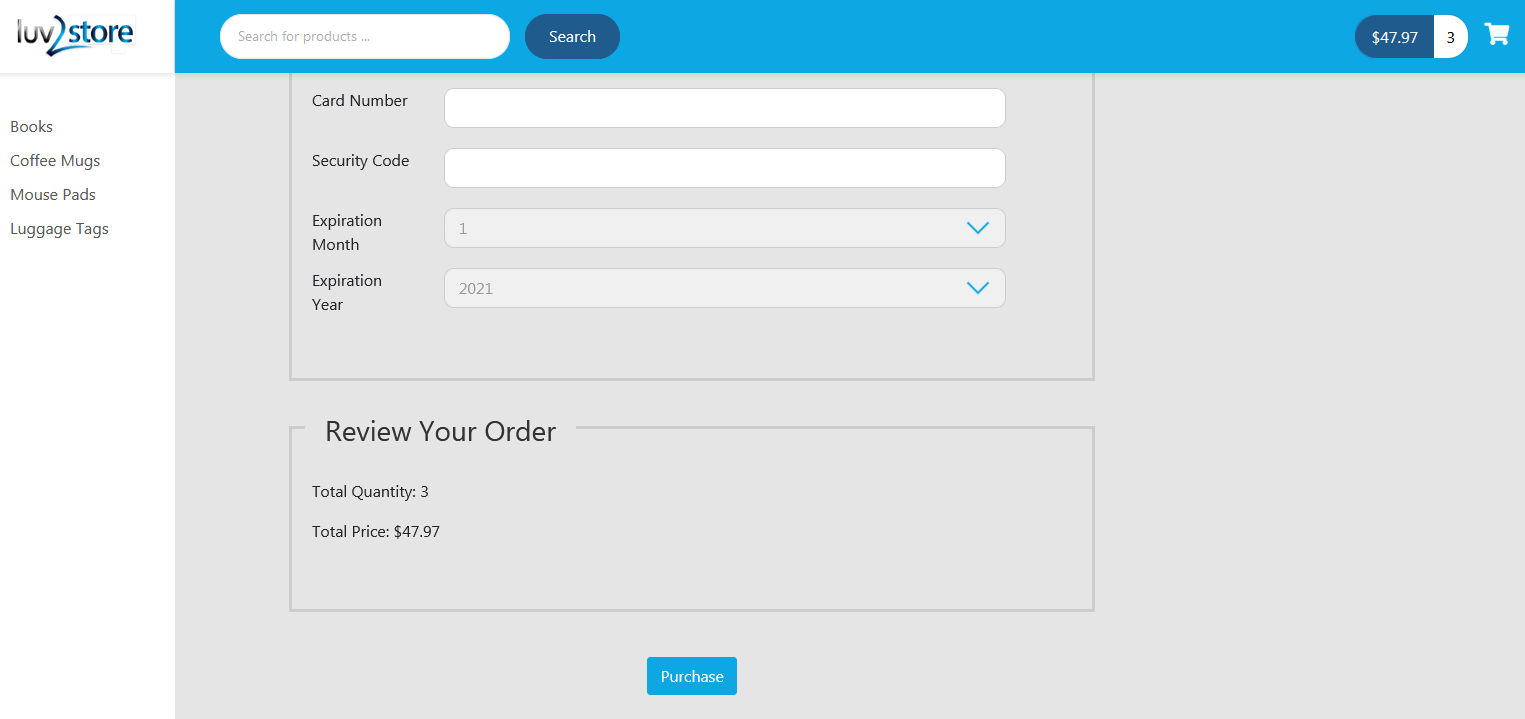 luv2store
Search for products ...
Search
$47.97
3
Books
Coffee Mugs
Mouse Pads
Luggage Tags
Card Number
Security Code
Expiration
Month
1
Expiration
Year
2021
Review Your Order
Total Quantity: 3
Total Price: $47.97
Purchase